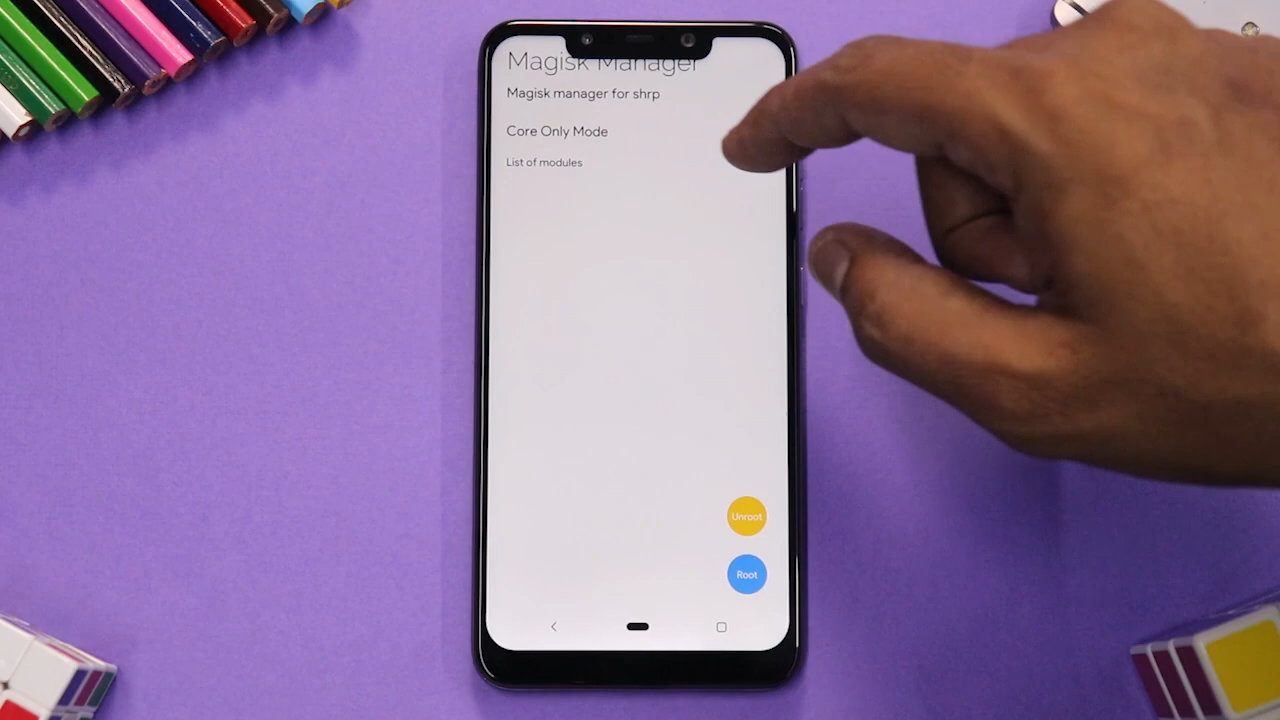 Magisk Manager
Magisk manager for shrp
Core Only Mode
List of modules
Unroot
Root